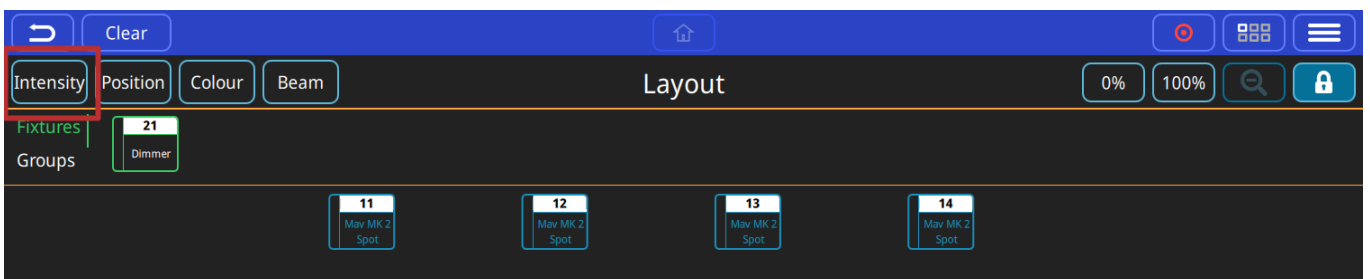 Clear
Intensity Position Colour Beam Layout 0% 100%
Fixtures
Groups
21
Dimmer
11 12 13 14
Mav MK 2 Mav MK 2 Mav MK 2 Mav MK 2
Spot Spot Spot Spot